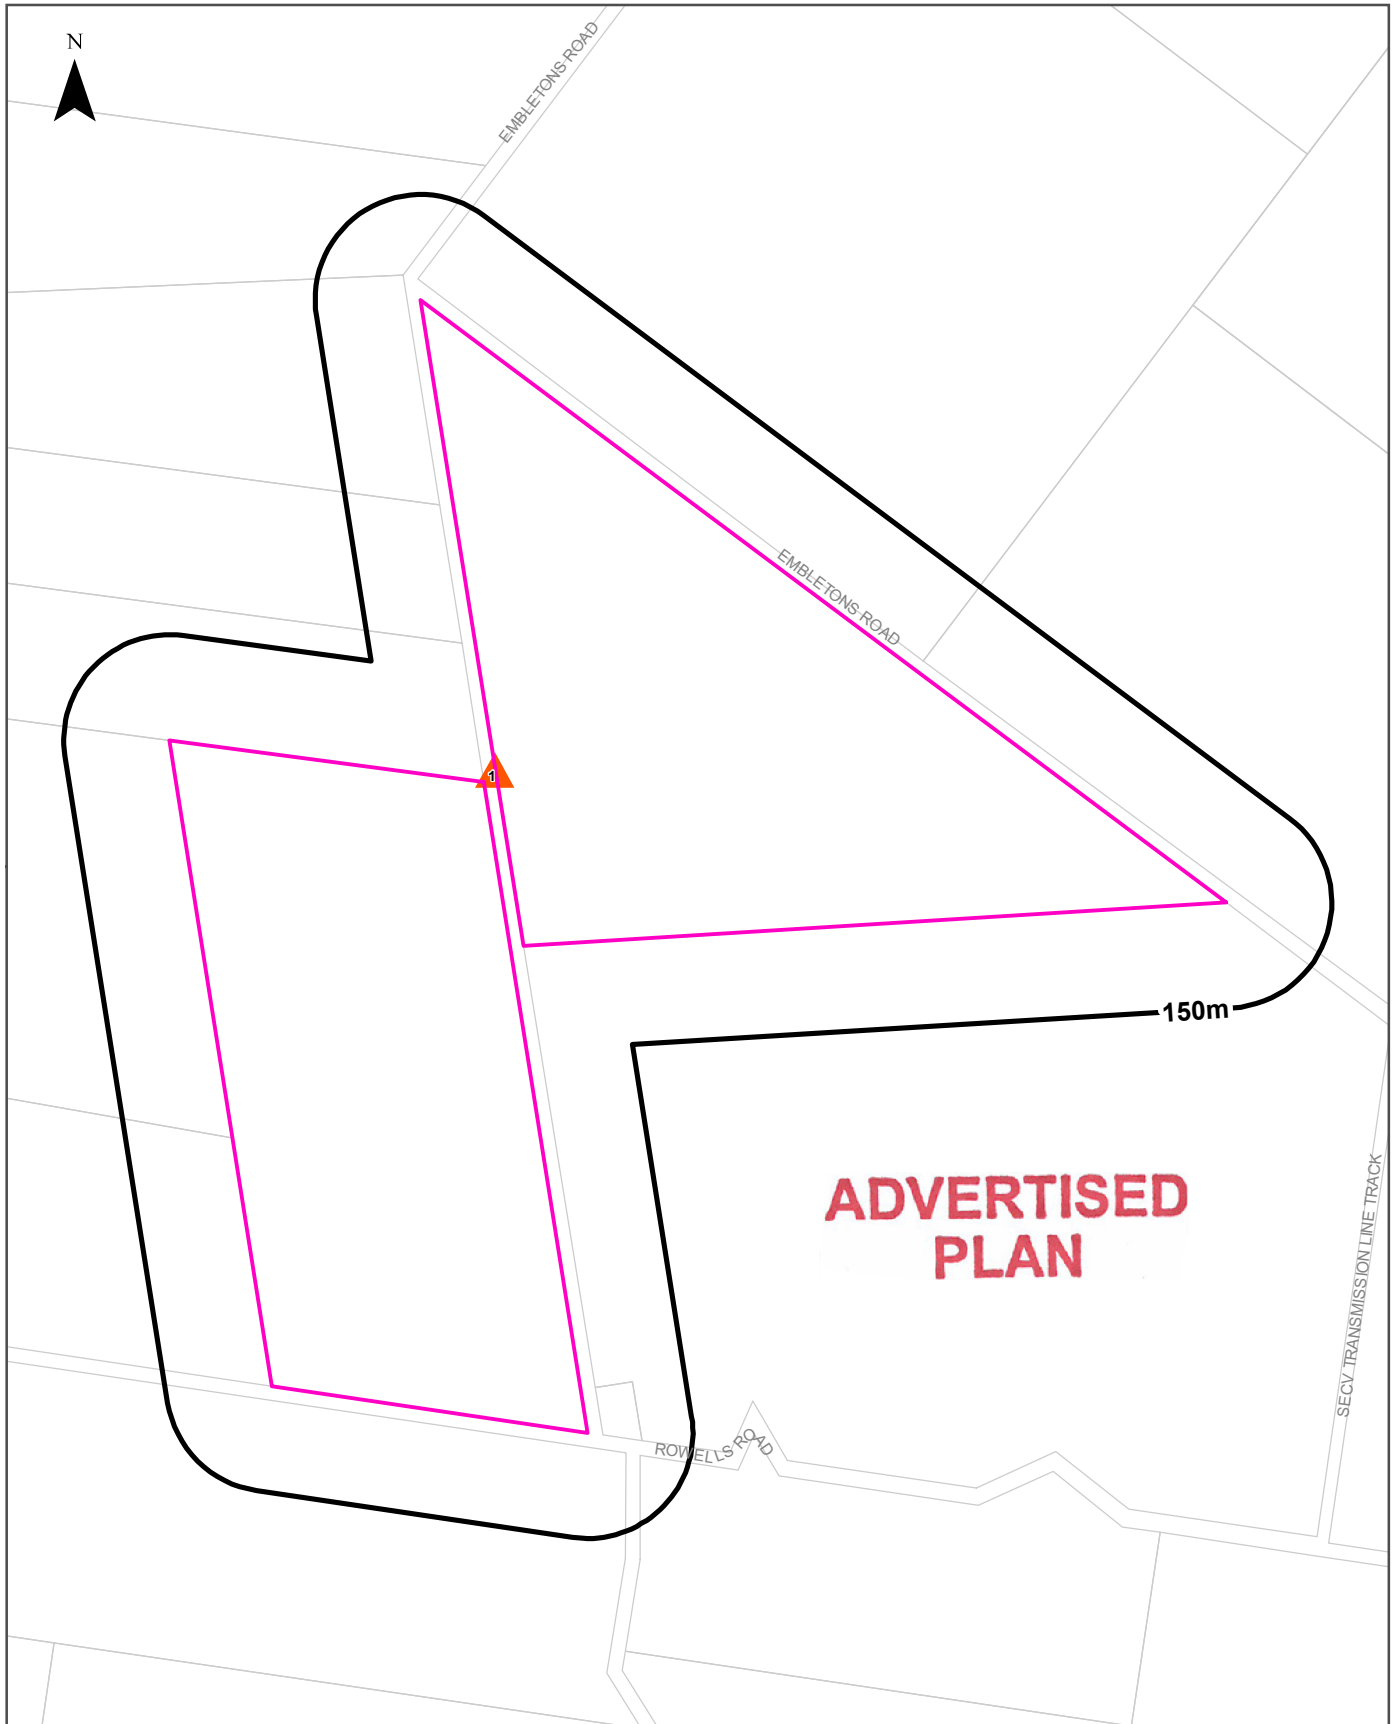 N
EMBLETONS ROAD
EMBLETONS ROAD
1
150m
ADVERTISED
PLAN
SECV TRANSMISSION LINE TRACK
ROWELLS ROAD